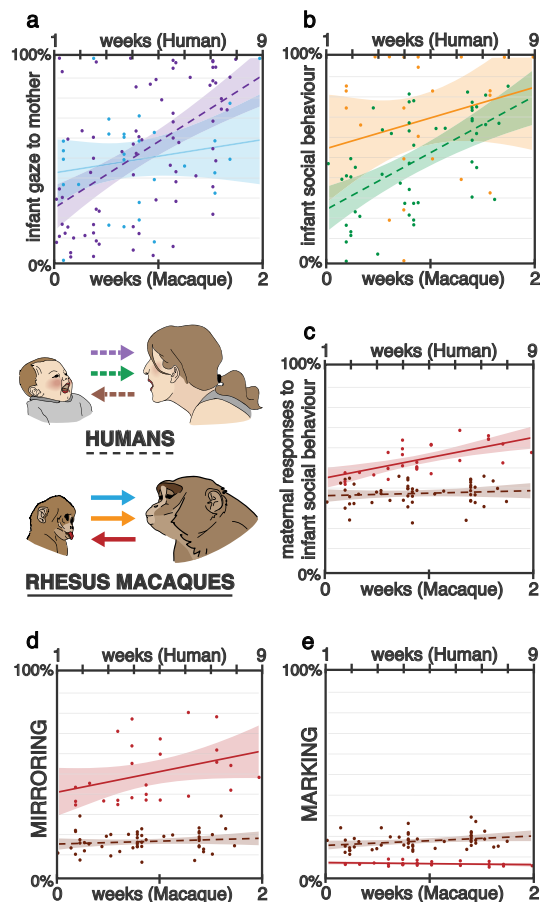 a
1 weeks (Human) 9
100%
infant gaze to mother
0%
0 weeks (Macaque) 2
b
1 weeks (Human) 9
100%
infant social behaviour
0%
0 weeks (Macaque) 2
HUMANS
RHESUS MACAQUES
c
1 weeks (Human) 9
100%
maternal responses to
infant social behaviour
0%
0 weeks (Macaque) 2
d
1 weeks (Human) 9
100%
MIRRORING
0%
0 weeks (Macaque) 2
e
1 weeks (Human) 9
100%
MARKING
0%
0 weeks (Macaque) 2